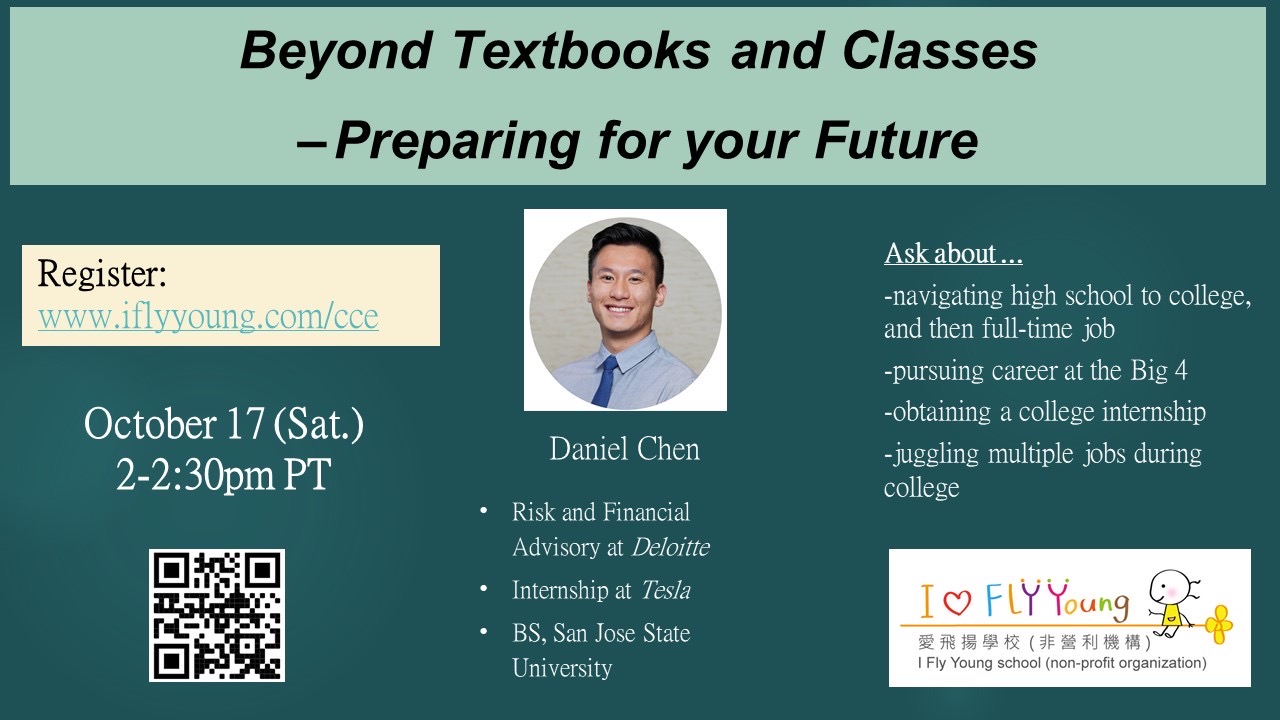 Beyond Textbooks and Classes
– Preparing for your Future
Register:
www.iflyyoung.com/cce
October 17 (Sat.)
2-2:30pm PT
Daniel Chen
• Risk and Financial
Advisory at Deloitte
• Internship at Tesla
• BS, San Jose State
University
Ask about ...
-navigating high school to college,
and then full-time job
-pursuing career at the Big 4
-obtaining a college internship
-juggling multiple jobs during
college
I FLY Young
愛飛揚學校 (非營利機構)
I Fly Young school (non-profit organization)